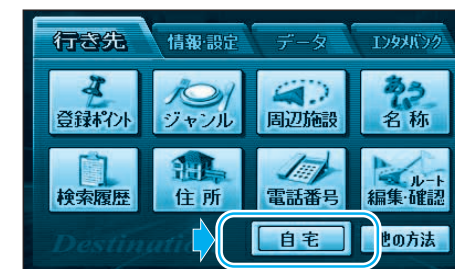 行き先 情報・設定 データ エンタメバンク
登録ポイント ジャンル 周辺施設 あう 名称
検索履歴 住所 電話番号 ルート
編集・確認
Destinati
自宅 他の方法